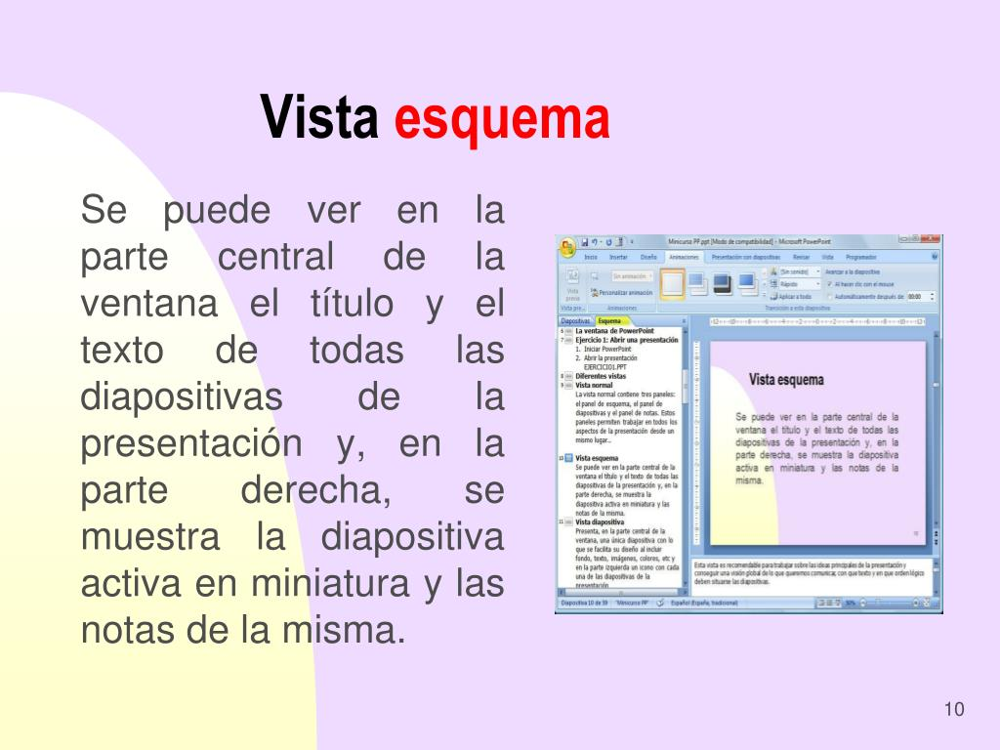 Vista esquema
Se puede ver en la
parte central de la
ventana el título y el
texto de todas las
diapositivas de la
presentación y, en la
parte derecha, se
muestra la diapositiva
activa en miniatura y las
notas de la misma.
Minicurso PP.ppt [Modo de compatibilidad] - Microsoft PowerPoint
Inicio Insertar Diseño Animaciones Presentación con diapositivas Revisar Vista Programador
Vista previa
Sin animación
Personalizar animación
[Sin sonido]
Rápido
Aplicar a todo
Avanzar a la diapositiva
Al hacer clic con el mouse
Automáticamente después de: 00:00
Vista pre... Animaciones Transición a esta diapositiva
Diapositivas Esquema
6 La ventana de PowerPoint
7 Ejercicio 1: Abrir una presentación
1. Iniciar PowerPoint
2. Abrir la presentación
EJERCICIO1.PPT
8 Diferentes vistas
9 Vista normal
La vista normal contiene tres paneles:
el panel de esquema, el panel de
diapositivas y el panel de notas. Estos
paneles permiten trabajar en todos los
aspectos de la presentación desde un
mismo lugar...
10 Vista esquema
Se puede ver en la parte central de la
ventana el título y el texto de todas las
diapositivas de la presentación y, en la
parte derecha, se muestra la
diapositiva activa en miniatura y las
notas de la misma.
11 Vista diapositiva
Presenta, en la parte central de la
ventana, una única diapositiva con lo
que se facilita su diseño al incluir
fondo, texto, imágenes, colores, etc y
en la parte izquierda un icono con cada
una de las diapositivas de la
presentación
Vista esquema
Se puede ver en la parte central de la
ventana el título y el texto de todas las
diapositivas de la presentación y, en la
parte derecha, se muestra la diapositiva
activa en miniatura y las notas de la
misma.
Esta vista es recomendable para trabajar sobre las ideas principales de la presentación y
conseguir una visión global de lo que queremos comunicar, con que texto y en que orden lógico
deben situarse las diapositivas.
Diapositiva 10 de 39 "Minicurso PP" Español (España, tradicional) 50%
10